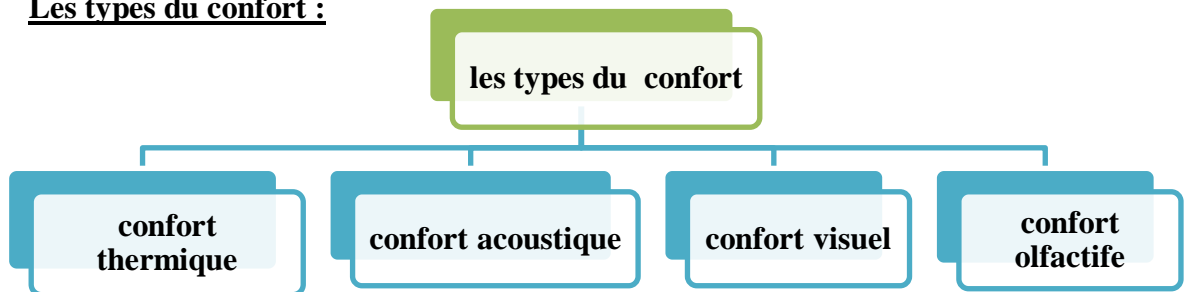 Les types du confort :
les types du confort
confort
thermique
confort acoustique
confort visuel
confort
olfactife